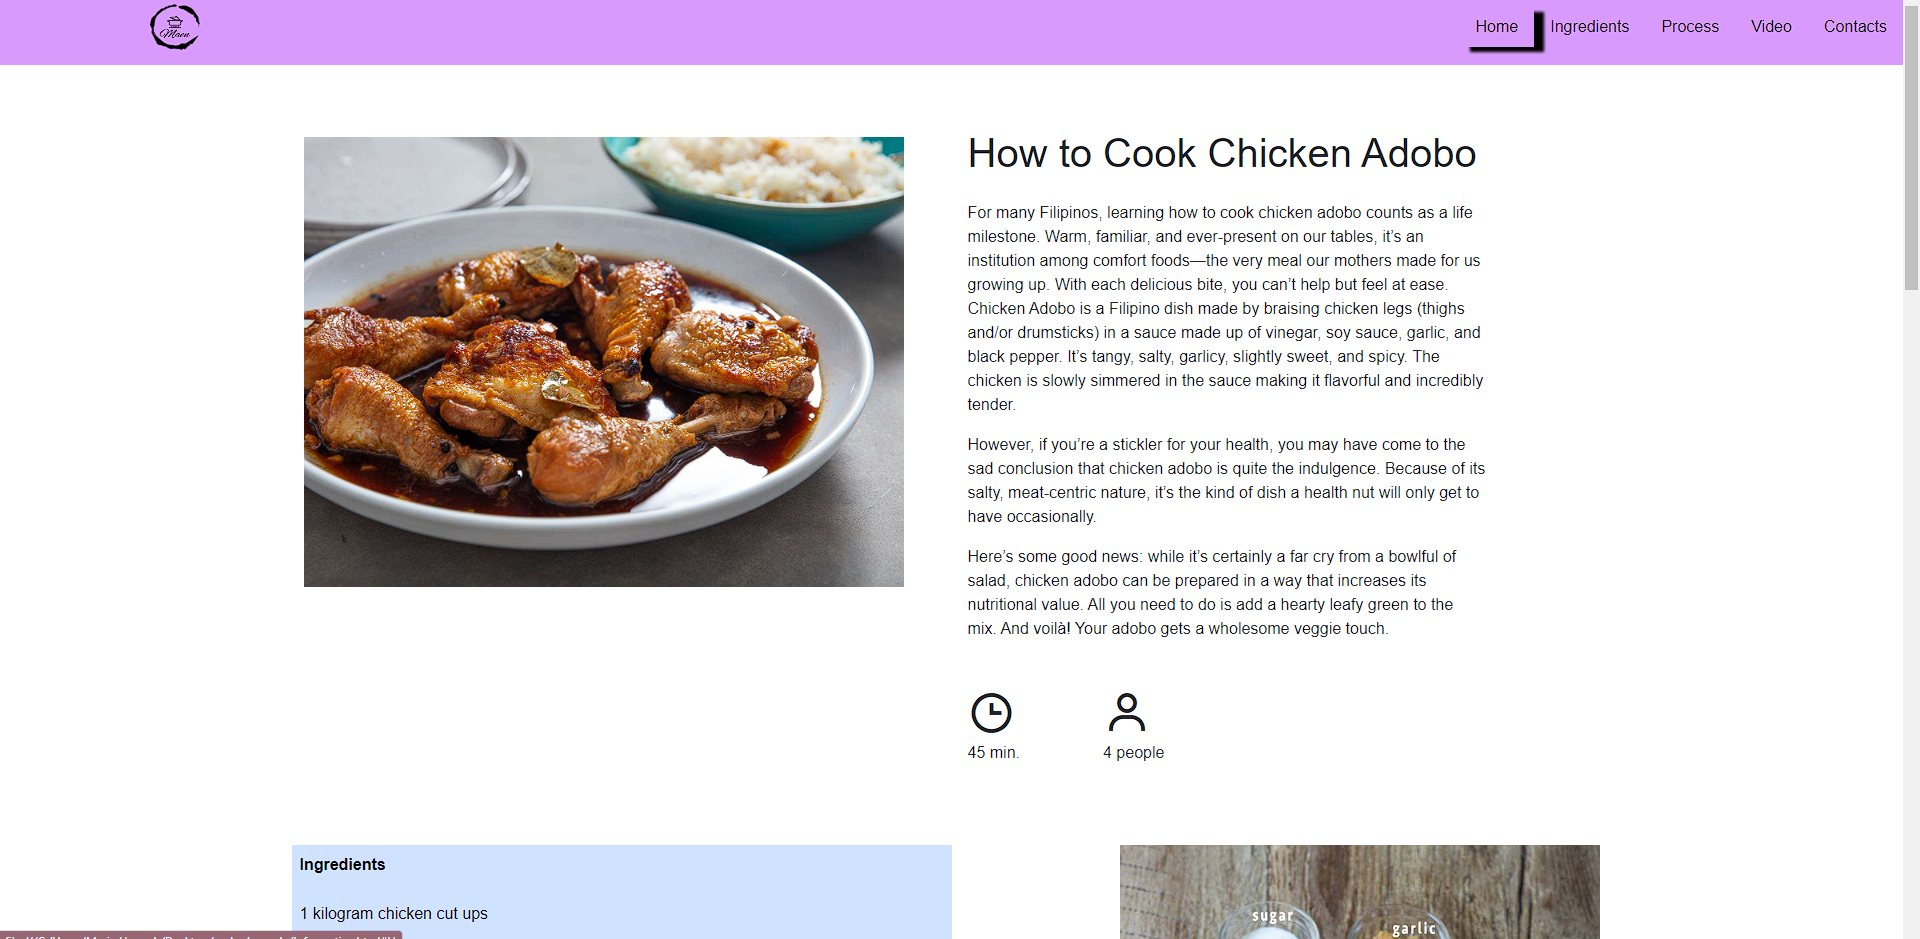 Maen
Home Ingredients Process Video Contacts
How to Cook Chicken Adobo
For many Filipinos, learning how to cook chicken adobo counts as a life
milestone. Warm, familiar, and ever-present on our tables, it’s an
institution among comfort foods—the very meal our mothers made for us
growing up. With each delicious bite, you can’t help but feel at ease.
Chicken Adobo is a Filipino dish made by braising chicken legs (thighs
and/or drumsticks) in a sauce made up of vinegar, soy sauce, garlic, and
black pepper. It’s tangy, salty, garlicy, slightly sweet, and spicy. The
chicken is slowly simmered in the sauce making it flavorful and incredibly
tender.
However, if you’re a stickler for your health, you may have come to the
sad conclusion that chicken adobo is quite the indulgence. Because of its
salty, meat-centric nature, it’s the kind of dish a health nut will only get to
have occasionally.
Here’s some good news: while it’s certainly a far cry from a bowlful of
salad, chicken adobo can be prepared in a way that increases its
nutritional value. All you need to do is add a hearty leafy green to the
mix. And voilà! Your adobo gets a wholesome veggie touch.
45 min. 4 people
Ingredients
1 kilogram chicken cut ups
sugar
garlic